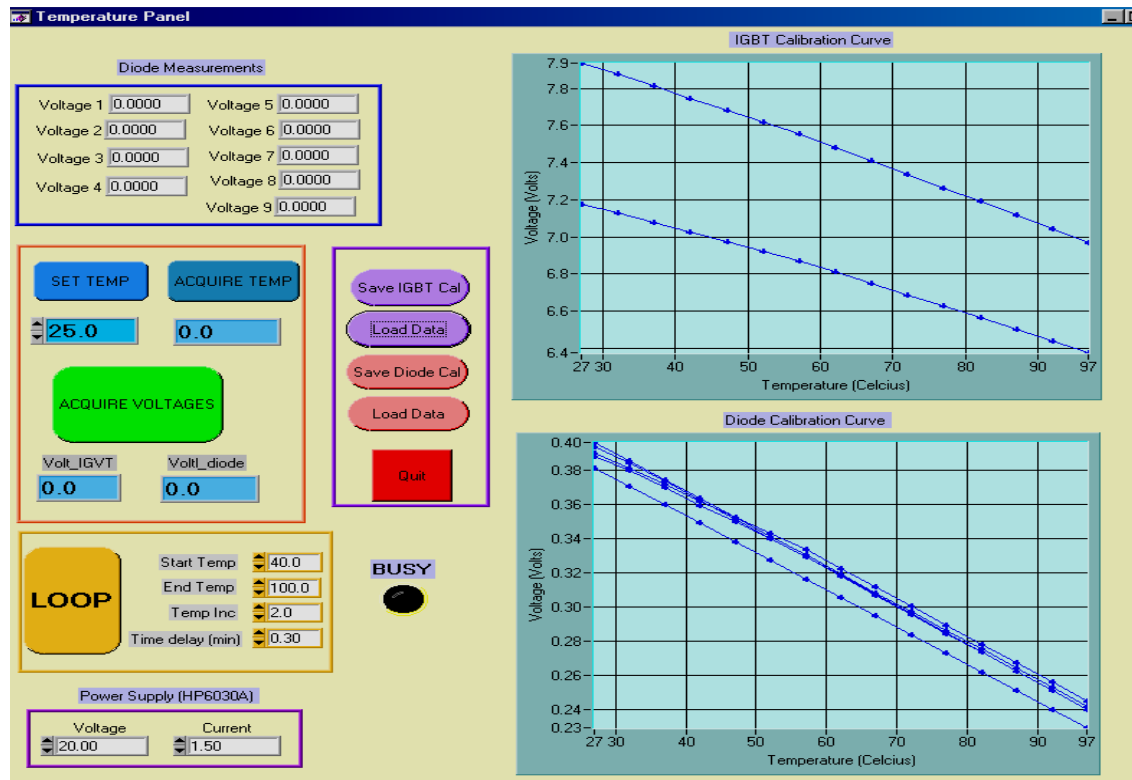 Temperature Panel
Diode Measurements
Voltage 1 0.0000
Voltage 2 0.0000
Voltage 3 0.0000
Voltage 4 0.0000
Voltage 5 0.0000
Voltage 6 0.0000
Voltage 7 0.0000
Voltage 8 0.0000
Voltage 9 0.0000
SET TEMP
ACQUIRE TEMP
25.0
0.0
ACQUIRE VOLTAGES
Volt_IGVT
Voltl_diode
0.0
0.0
Save IGBT Cal
Load Data
Save Diode Cal
Load Data
Quit
LOOP
Start Temp 40.0
End Temp 100.0
Temp Inc 2.0
Time delay (min) 0.30
BUSY
Power Supply (HP6030A)
Voltage
Current
20.00
1.50
IGBT Calibration Curve
7.9
7.8
7.6
7.4
7.2
7.0
6.8
6.6
6.4
Voltage (Volts)
27 30 40 50 60 70 80 90 97
Temperature (Celcius)
Diode Calibration Curve
0.40
0.38
0.36
0.34
0.32
0.30
0.28
0.26
0.24
0.23
Voltage (Volts)
27 30 40 50 60 70 80 90 97
Temperature (Celcius)